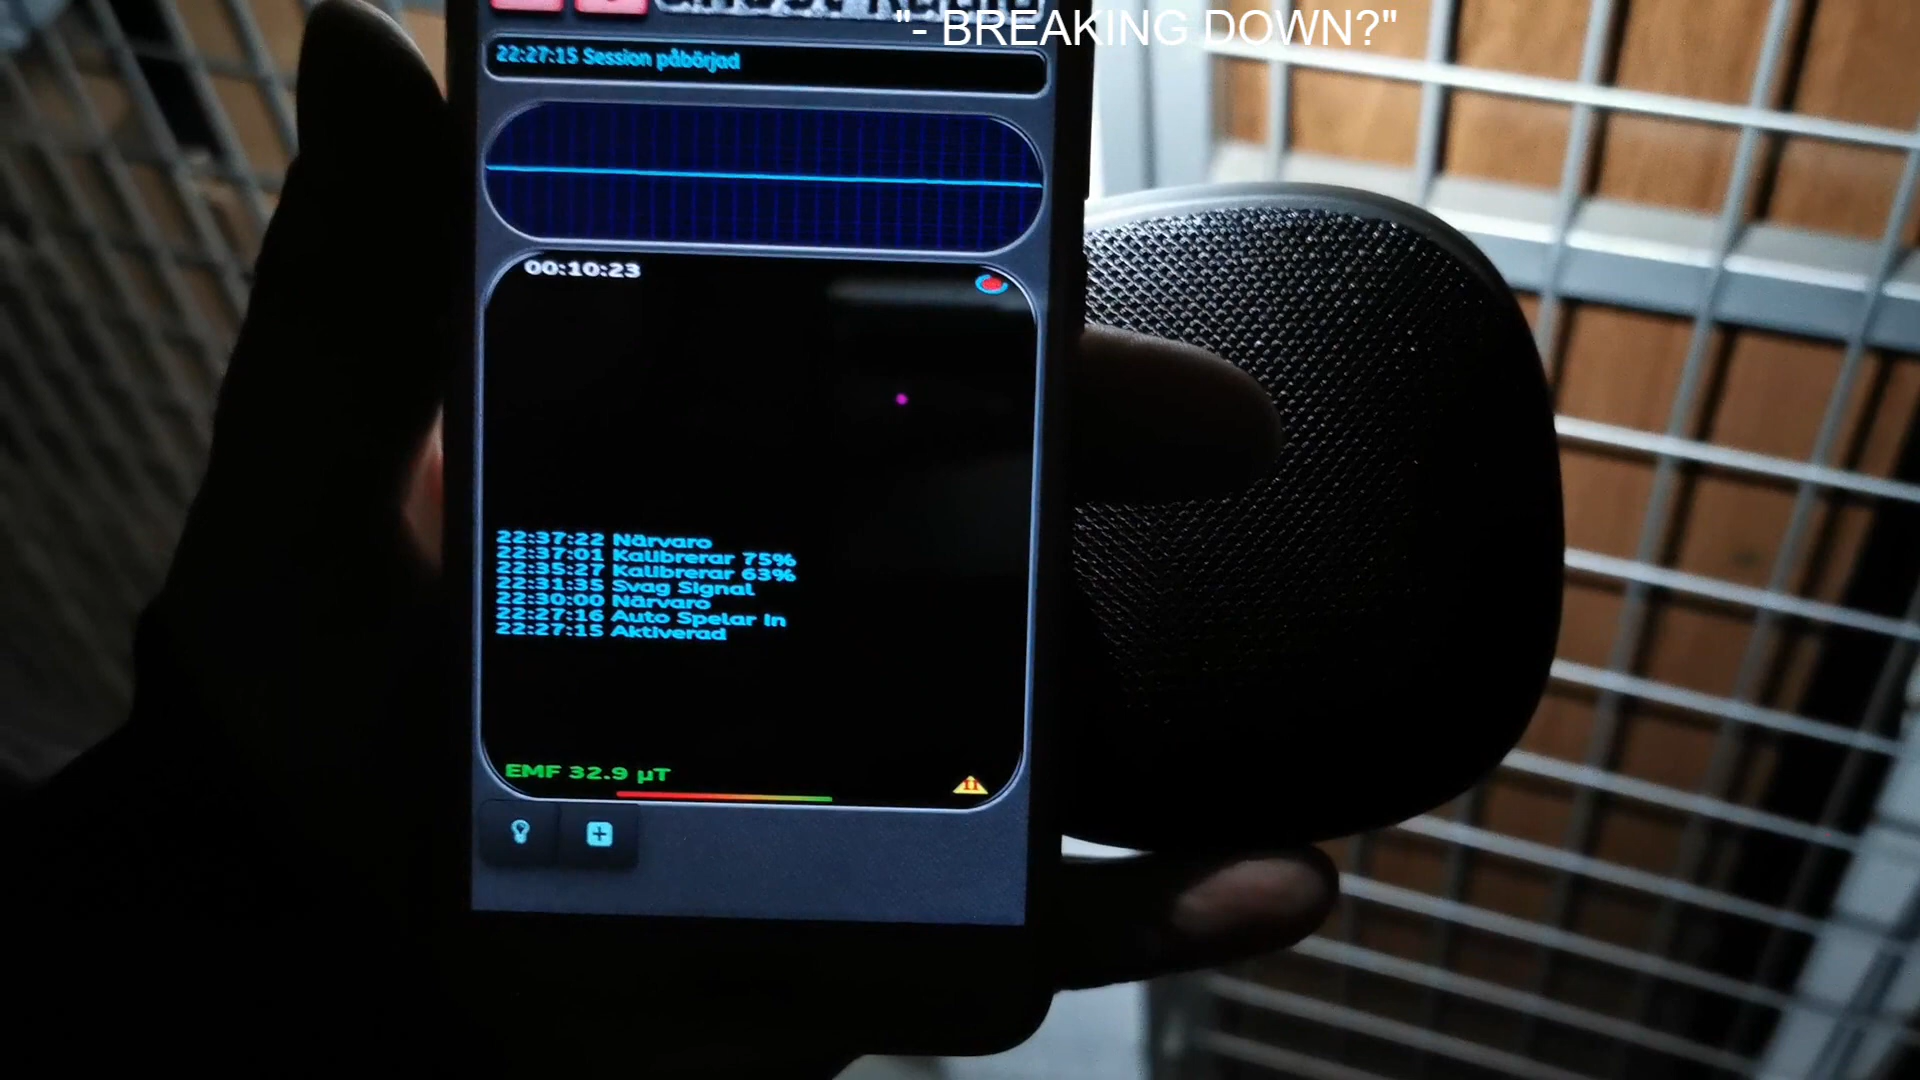 "- BREAKING DOWN?"
22:27:15 Session påbörjad
00:10:23
22:37:22 Närvaro
22:37:01 Kalibrerar 75%
22:35:27 Kalibrerar 63%
22:31:35 Svag Signal
22:30:00 Närvaro
22:27:16 Auto Spelar in
22:27:15 Aktiverad
EMF 32.9 µT